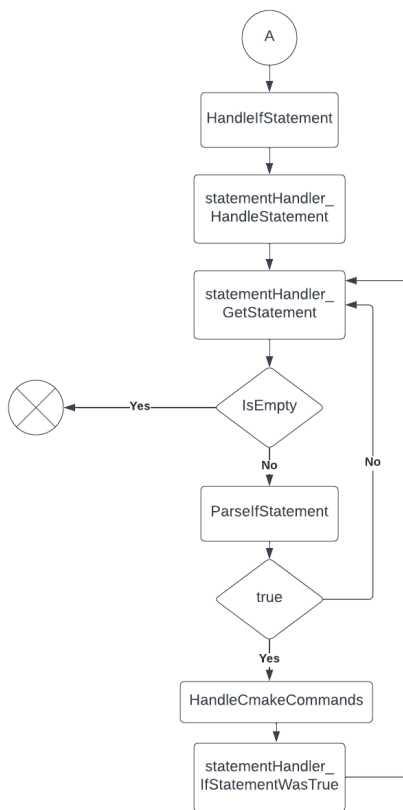 A
HandleIfStatement
statementHandler_
HandleStatement
statementHandler_
GetStatement
IsEmpty
Yes
No
No
ParseIfStatement
true
Yes
HandleCmakeCommands
statementHandler_
IfStatementWasTrue